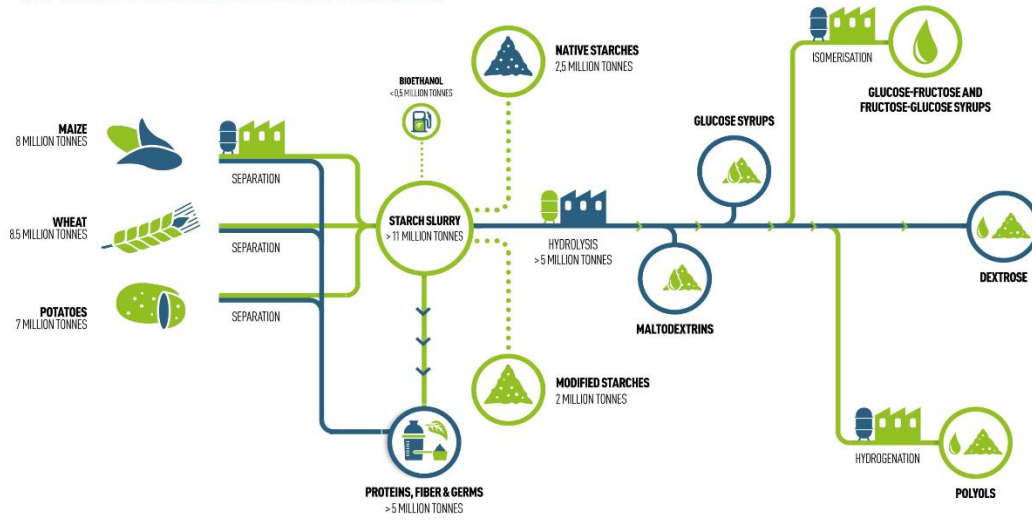 MAIZE
8 MILLION TONNES
SEPARATION
WHEAT
8.5 MILLION TONNES
SEPARATION
POTATOES
7 MILLION TONNES
SEPARATION
BIOETHANOL
<0,5 MILLION TONNES
STARCH SLURRY
> 11 MILLION TONNES
PROTEINS, FIBER & GERMS
> 5 MILLION TONNES
NATIVE STARCHES
2,5 MILLION TONNES
MODIFIED STARCHES
2 MILLION TONNES
HYDROLYSIS
> 5 MILLION TONNES
MALTODEXTRINS
GLUCOSE SYRUPS
ISOMERISATION
GLUCOSE-FRUCTOSE AND
FRUCTOSE-GLUCOSE SYRUPS
DEXTROSE
HYDROGENATION
POLYOLS